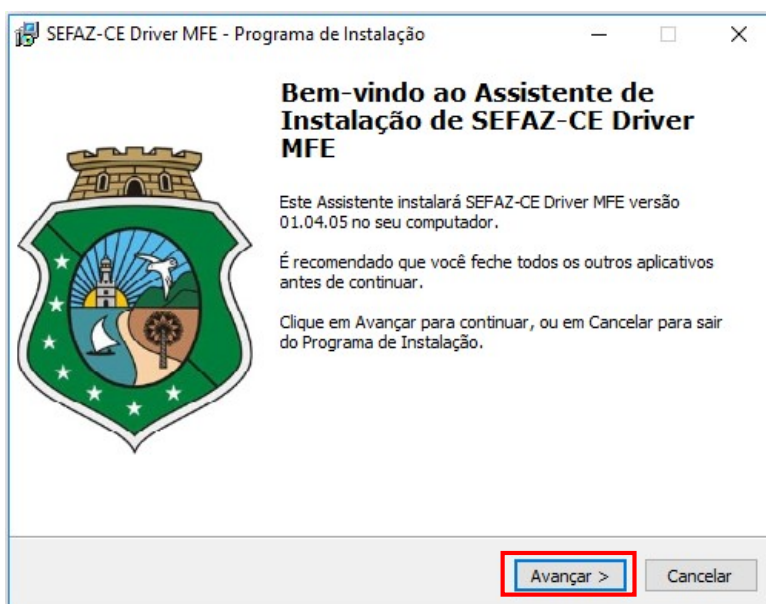 SEFAZ-CE Driver MFE - Programa de Instalação
Bem-vindo ao Assistente de
Instalação de SEFAZ-CE Driver
MFE
Este Assistente instalará SEFAZ-CE Driver MFE versão
01.04.05 no seu computador.
É recomendado que você feche todos os outros aplicativos
antes de continuar.
Clique em Avançar para continuar, ou em Cancelar para sair
do Programa de Instalação.
Avançar >
Cancelar